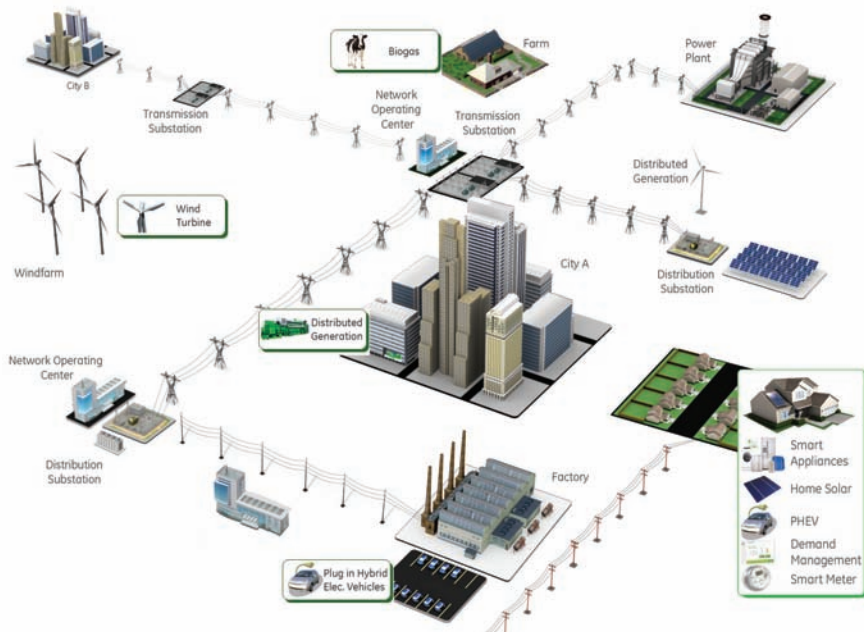 City B
Transmission
Substation
Biogas
Farm
Network
Operating
Center
Transmission
Substation
Power
Plant
Distributed
Generation
Wind
Turbine
Windfarm
City A
Distribution
Substation
Distributed
Generation
Network Operating
Center
Distribution
Substation
Factory
Plug in Hybrid
Elec. Vehicles
Smart
Appliances
Home Solar
PHEV
Demand
Management
Smart Meter